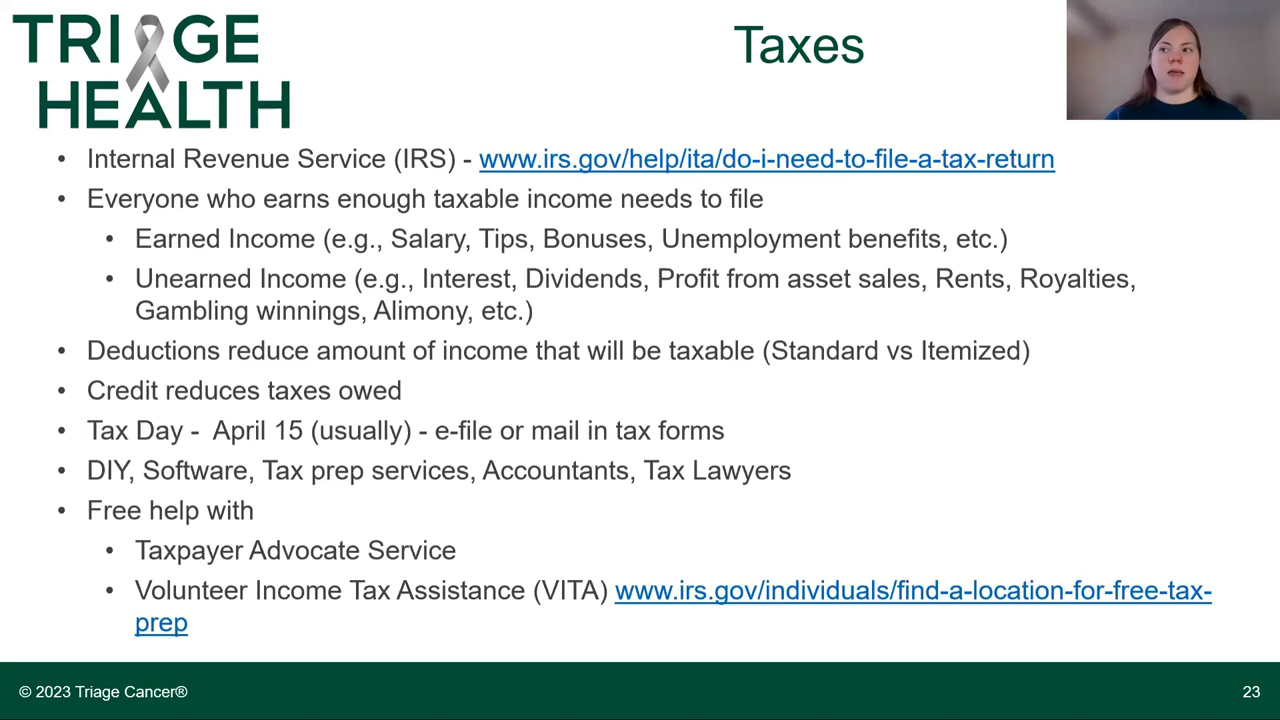 TRIAGE
HEALTH
Taxes
• Internal Revenue Service (IRS) - www.irs.gov/help/ita/do-i-need-to-file-a-tax-return
• Everyone who earns enough taxable income needs to file
• Earned Income (e.g., Salary, Tips, Bonuses, Unemployment benefits, etc.)
• Unearned Income (e.g., Interest, Dividends, Profit from asset sales, Rents, Royalties,
Gambling winnings, Alimony, etc.)
• Deductions reduce amount of income that will be taxable (Standard vs Itemized)
• Credit reduces taxes owed
• Tax Day - April 15 (usually) - e-file or mail in tax forms
• DIY, Software, Tax prep services, Accountants, Tax Lawyers
• Free help with
• Taxpayer Advocate Service
• Volunteer Income Tax Assistance (VITA) www.irs.gov/individuals/find-a-location-for-free-tax-
prep
© 2023 Triage Cancer®
23